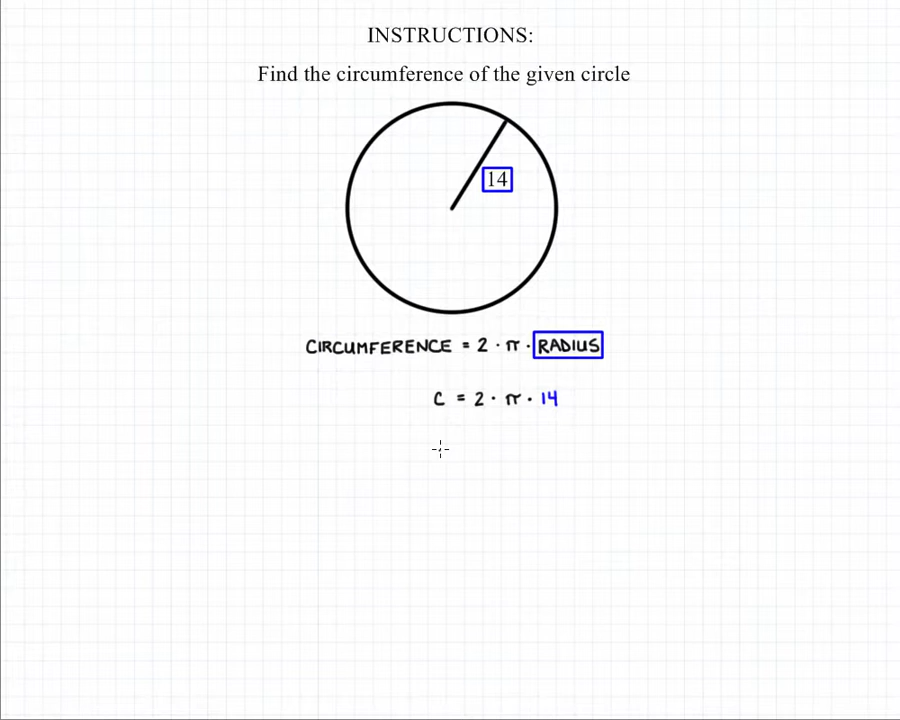 INSTRUCTIONS:
Find the circumference of the given circle
14
CIRCUMFERENCE = 2 · π · RADIUS
C = 2 · π · 14